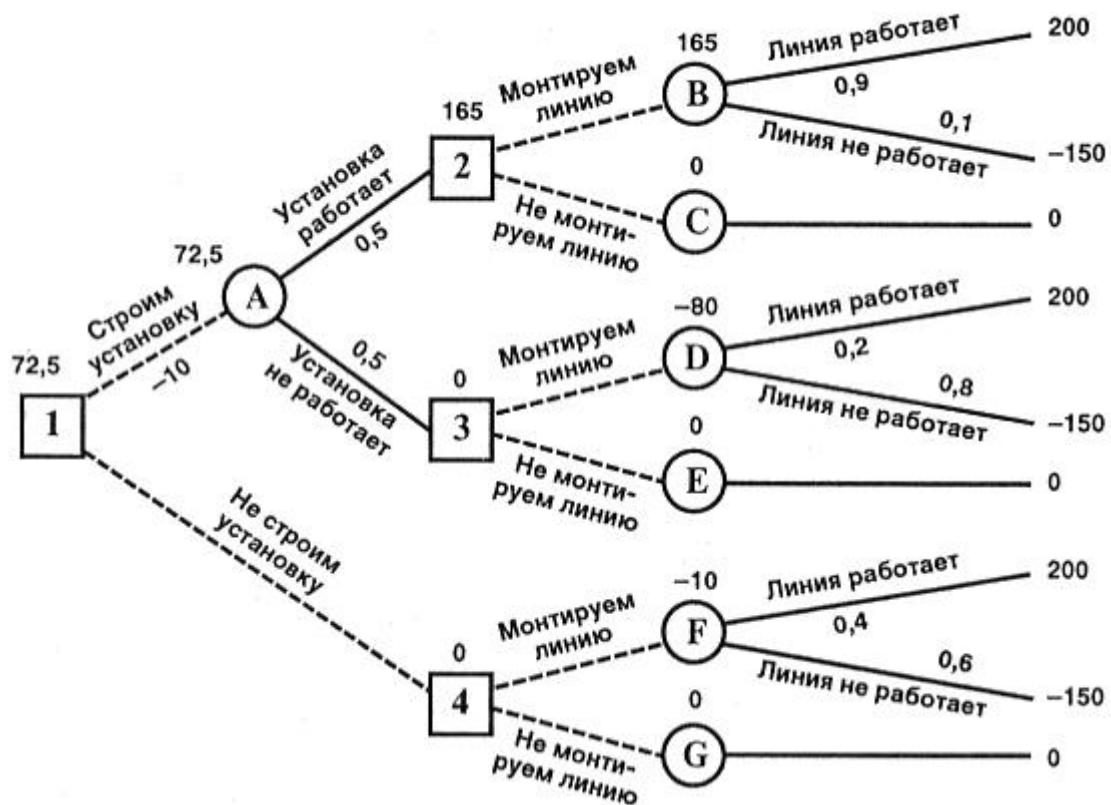 165
Линия работает
200
0,9
Монтируем
линию
B
0,1
Линия не работает
–150
165
2
0
Установка
работает
0,5
Не монти-
руем линию
C
0
72,5
A
Строим
установку
–10
72,5
1
0,5
Установка
не работает
–80
Линия работает
200
0,2
Монтируем
линию
D
0,8
Линия не работает
–150
0
3
0
Не монти-
руем линию
E
0
Не строим
установку
–10
Линия работает
200
0,4
Монтируем
линию
F
0,6
Линия не работает
–150
0
4
0
Не монти-
руем линию
G
0